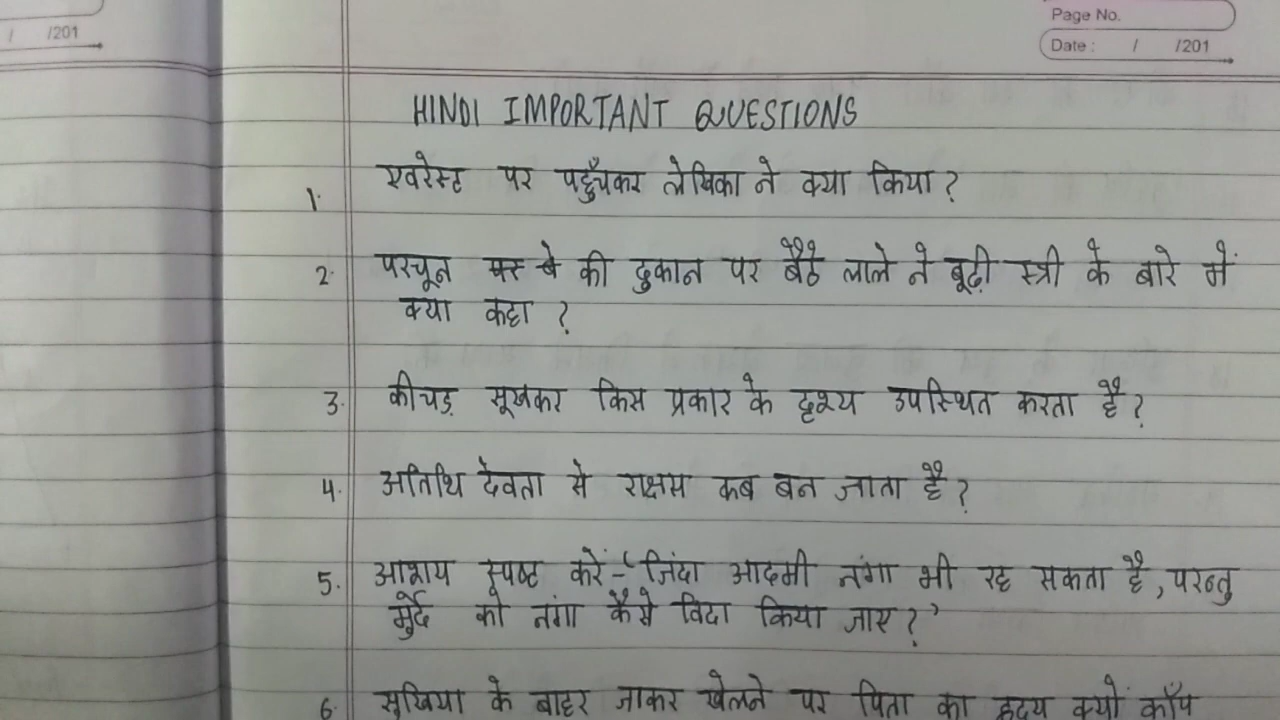 / /201
Page No.
Date : / /201
HINDI IMPORTANT QUESTIONS
1. एवरेस्ट पर पहुँचकर लेखिका ने क्या किया ?
2. परचून की दुकान पर बैठे लाले ने बूढ़ी स्त्री के बारे में
क्या कहा ?
3. कीचड़ सूखकर किस प्रकार के दृश्य उपस्थित करता है ?
4. अतिथि देवता से राक्षस कब बन जाता है ?
5. आशय स्पष्ट करें - 'जिंदा आदमी नंगा भी रह सकता है, परन्तु
मुर्दे को नंगा कैसे विदा किया जाए ?'
6. सुखिया के बाहर जाकर खेलने पर पिता का हृदय क्यों काँप